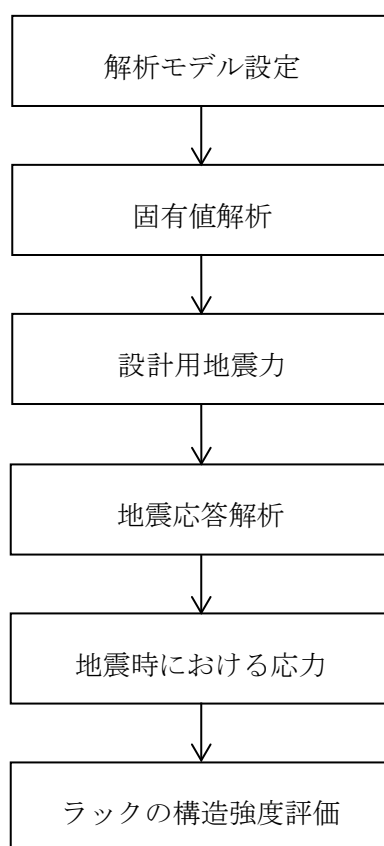 解析モデル設定
固有値解析
設計用地震力
地震応答解析
地震時における応力
ラックの構造強度評価